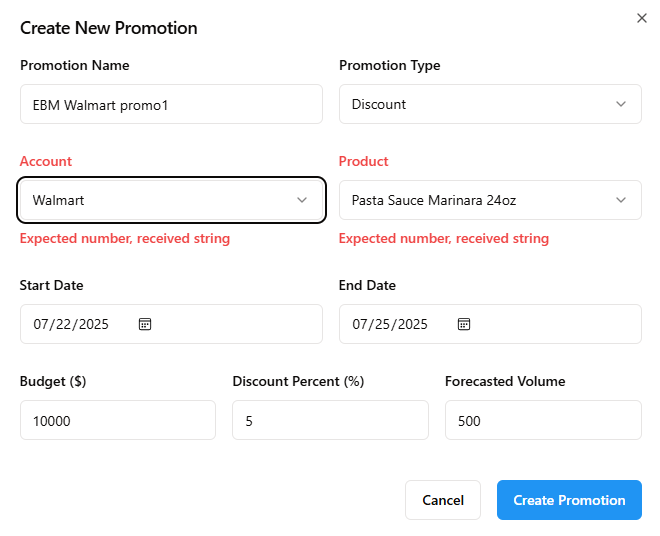 Create New Promotion
Promotion Name Promotion Type
EBM Walmart promo1 Discount
Account Product
Walmart Pasta Sauce Marinara 24oz
Expected number, received string Expected number, received string
Start Date End Date
07/22/2025 07/25/2025
Budget ($) Discount Percent (%) Forecasted Volume
10000 5 500
Cancel Create Promotion